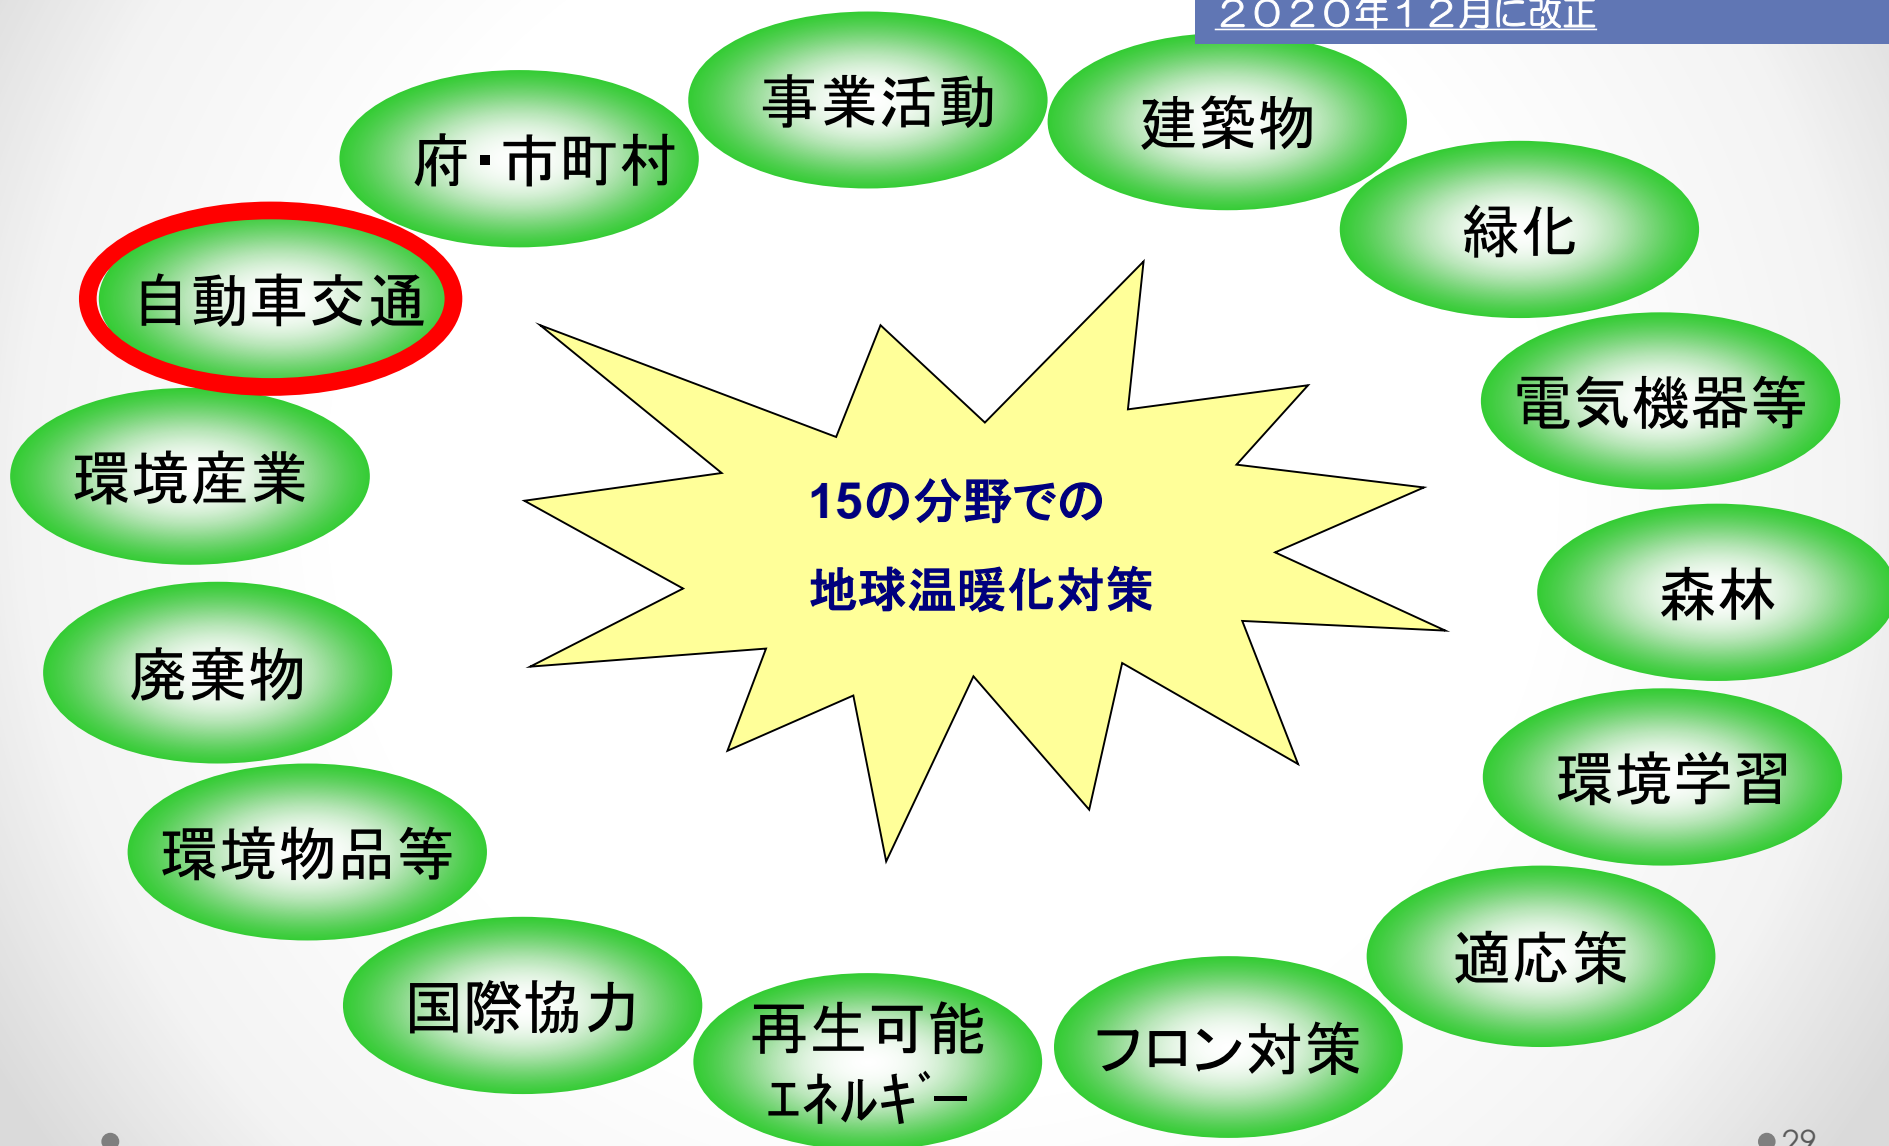 ２０２０年１２月に改正
事業活動
建築物
府・市町村
緑化
自動車交通
電気機器等
環境産業
15の分野での
地球温暖化対策
森林
廃棄物
環境学習
環境物品等
適応策
国際協力
再生可能
ｴﾈﾙｷﾞｰ
フロン対策
29